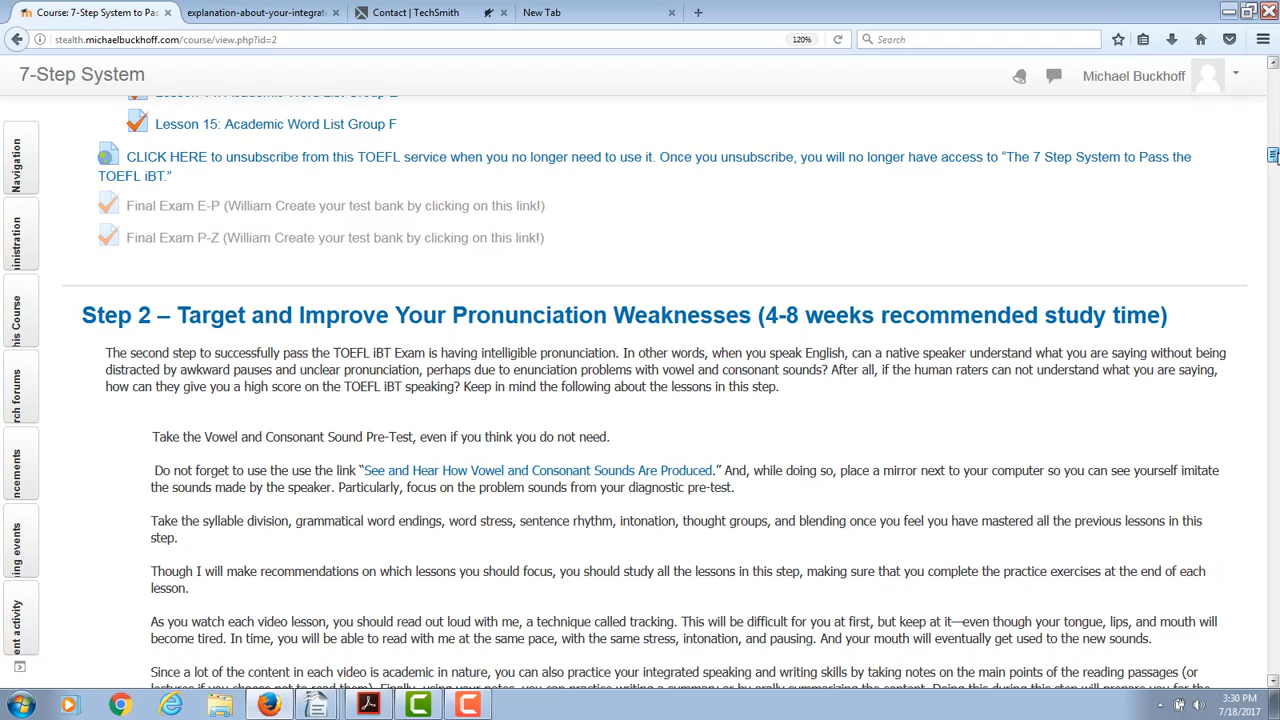 Course: 7-Step System to Pas
explanation-about-your-integrat
Contact | TechSmith
New Tab
stealth.michaelbuckhoff.com/course/view.php?id=2
120%
Search
7-Step System
Michael Buckhoff
Lesson 15: Academic Word List Group F
CLICK HERE to unsubscribe from this TOEFL service when you no longer need to use it. Once you unsubscribe, you will no longer have access to “The 7 Step System to Pass the
TOEFL iBT.”
Final Exam E-P (William Create your test bank by clicking on this link!)
Final Exam P-Z (William Create your test bank by clicking on this link!)
Navigation
ministration
is Course
rch forums
ncements
ing events
ent activity
Step 2 – Target and Improve Your Pronunciation Weaknesses (4-8 weeks recommended study time)
The second step to successfully pass the TOEFL iBT Exam is having intelligible pronunciation. In other words, when you speak English, can a native speaker understand what you are saying without being
distracted by awkward pauses and unclear pronunciation, perhaps due to enunciation problems with vowel and consonant sounds? After all, if the human raters can not understand what you are saying,
how can they give you a high score on the TOEFL iBT speaking? Keep in mind the following about the lessons in this step.
Take the Vowel and Consonant Sound Pre-Test, even if you think you do not need.
Do not forget to use the use the link “See and Hear How Vowel and Consonant Sounds Are Produced.” And, while doing so, place a mirror next to your computer so you can see yourself imitate
the sounds made by the speaker. Particularly, focus on the problem sounds from your diagnostic pre-test.
Take the syllable division, grammatical word endings, word stress, sentence rhythm, intonation, thought groups, and blending once you feel you have mastered all the previous lessons in this
step.
Though I will make recommendations on which lessons you should focus, you should study all the lessons in this step, making sure that you complete the practice exercises at the end of each
lesson.
As you watch each video lesson, you should read out loud with me, a technique called tracking. This will be difficult for you at first, but keep at it—even though your tongue, lips, and mouth will
become tired. In time, you will be able to read with me at the same pace, with the same stress, intonation, and pausing. And your mouth will eventually get used to the new sounds.
Since a lot of the content in each video is academic in nature, you can also practice your integrated speaking and writing skills by taking notes on the main points of the reading passages (or
3:30 PM
7/18/2017